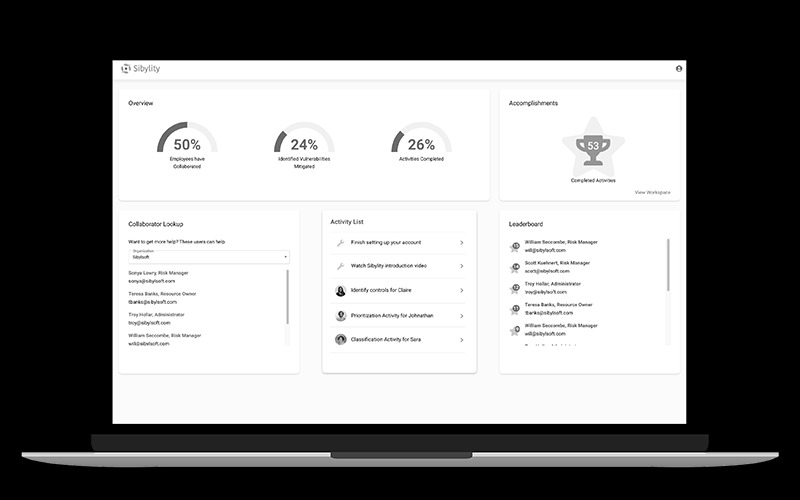 Sibylity
Overview
50%
Employees have
Collaborated
24%
Identified Vulnerabilities
Mitigated
26%
Activities Completed
Accomplishments
53
Completed Activities
View Workspace
Collaborator Lookup
Want to get more help? These users can help.
Organization
Sibylsoft
Sonya Lowry, Risk Manager
sonya@sibylsoft.com
Teresa Banks, Resource Owner
tbanks@sibylsoft.com
Troy Hollar, Administrator
troy@sibylsoft.com
William Seccombe, Risk Manager
will@sibylsoft.com
Activity List
Finish setting up your account
Watch Sibylity introduction video
Identify controls for Claire
Prioritization Activity for Johnathan
Classification Activity for Sara
Leaderboard
William Seccombe, Risk Manager
will@sibylsoft.com
Scott Kuehnert, Risk Manager
scott@sibylsoft.com
Troy Hollar, Administrator
troy@sibylsoft.com
Teresa Banks, Resource Owner
tbanks@sibylsoft.com
William Seccombe, Risk Manager
will@sibylsoft.com